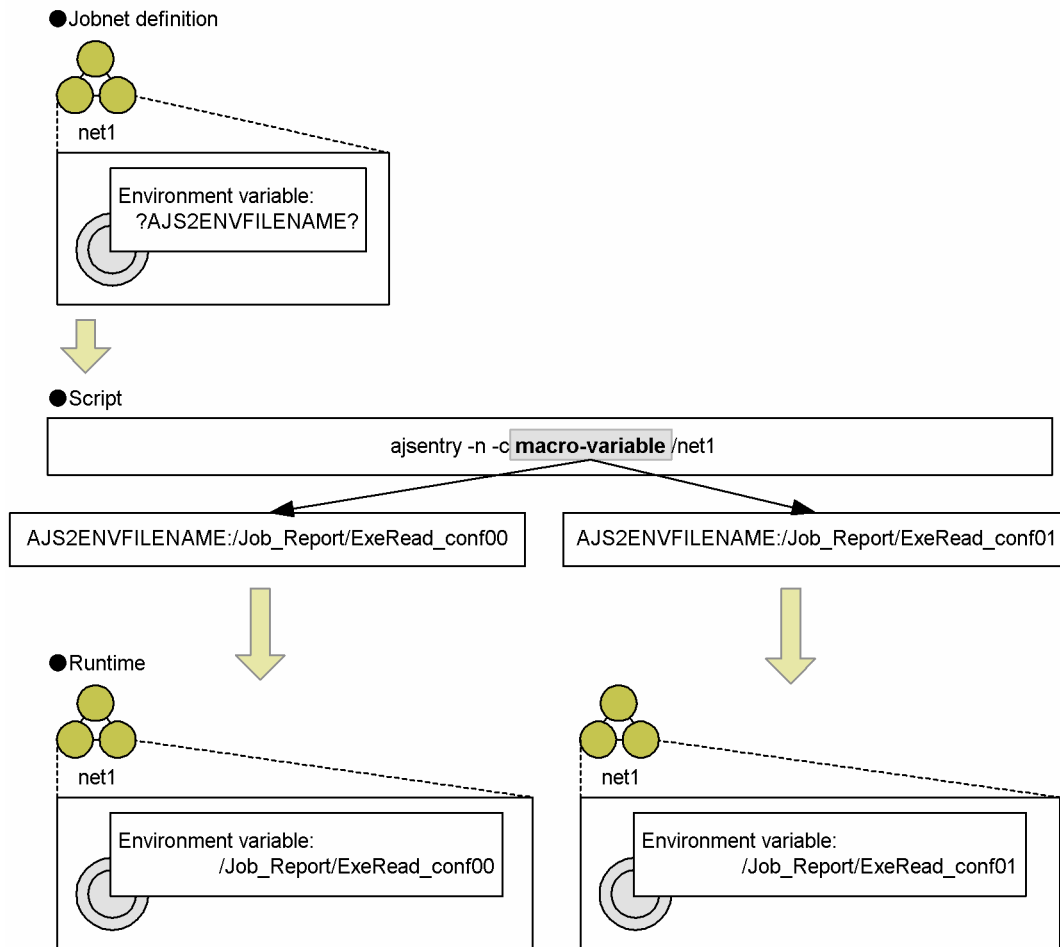 ●Jobnet definition
net1
Environment variable:
?AJS2ENVFILENAME?
●Script
ajsentry -n -c macro-variable /net1
AJS2ENVFILENAME:/Job_Report/ExeRead_conf00
AJS2ENVFILENAME:/Job_Report/ExeRead_conf01
●Runtime
net1
net1
Environment variable:
/Job_Report/ExeRead_conf00
Environment variable:
/Job_Report/ExeRead_conf01